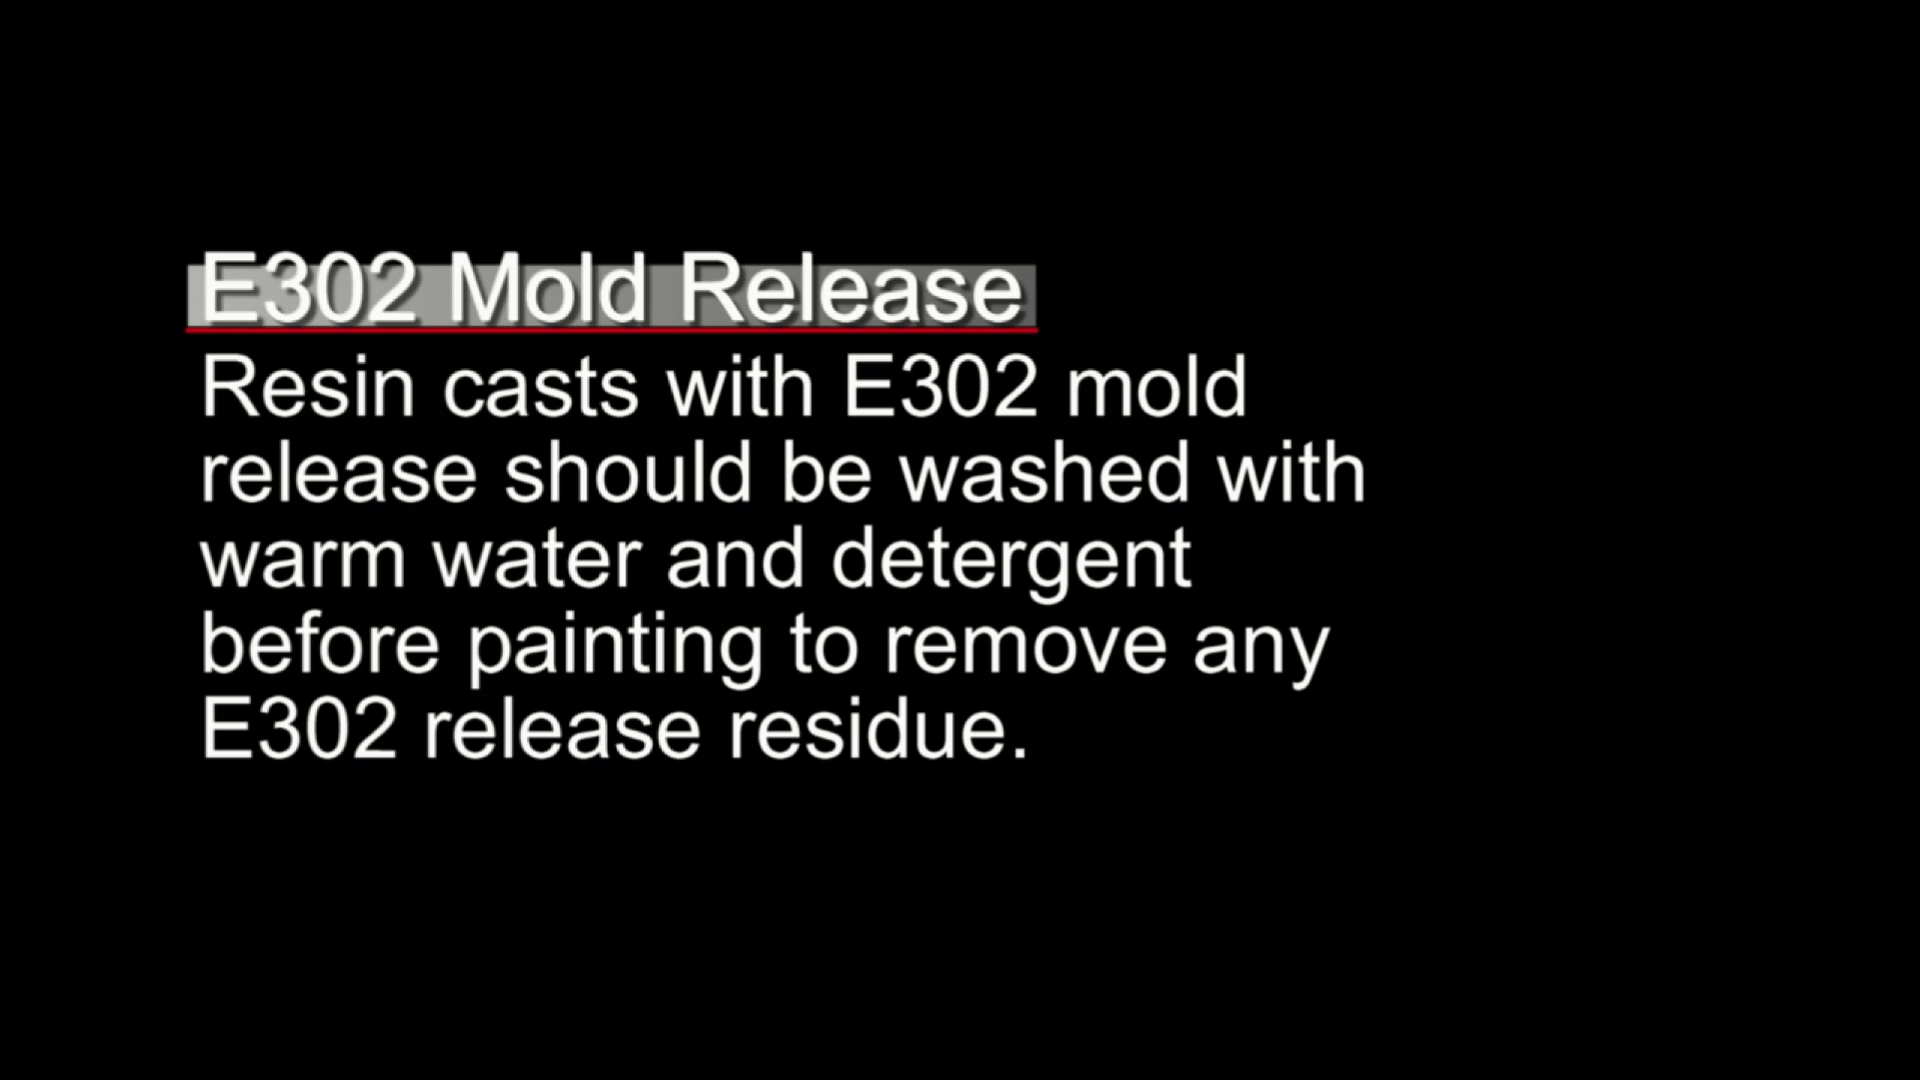 E302 Mold Release
Resin casts with E302 mold
release should be washed with
warm water and detergent
before painting to remove any
E302 release residue.